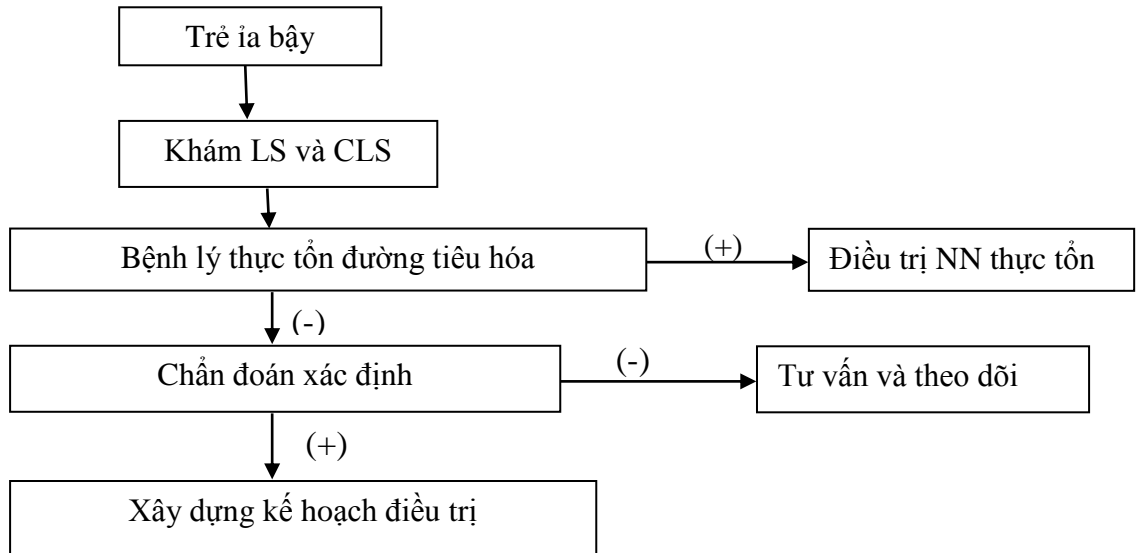 Trẻ ỉa bậy
Khám LS và CLS
Bệnh lý thực tổn đường tiêu hóa
(+)
Điều trị NN thực tổn
(-)
Chẩn đoán xác định
(-)
Tư vấn và theo dõi
(+)
Xây dựng kế hoạch điều trị